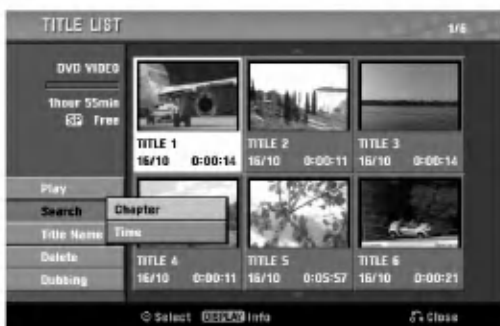 TITLE LIST
1/6
DVD VIDEO
1hour 55min
SP Free
TITLE 1
16/10 0:00:14
TITLE 2
16/10 0:00:11
TITLE 3
16/10 0:00:14
Play
Search
Title Name
Delete
Dubbing
Chapter
Time
TITLE 4
16/10 0:00:11
TITLE 5
16/10 0:05:57
TITLE 6
16/10 0:00:21
Select DISPLAY Info
Close